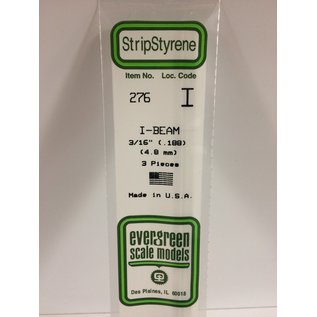 StripStyrene
Item No. Loc. Code
276 I
I-BEAM
3/16" (.188)
(4.8 mm)
3 Pieces
Made in U.S.A.
evergreen
scale models
Des Plaines, IL 60018